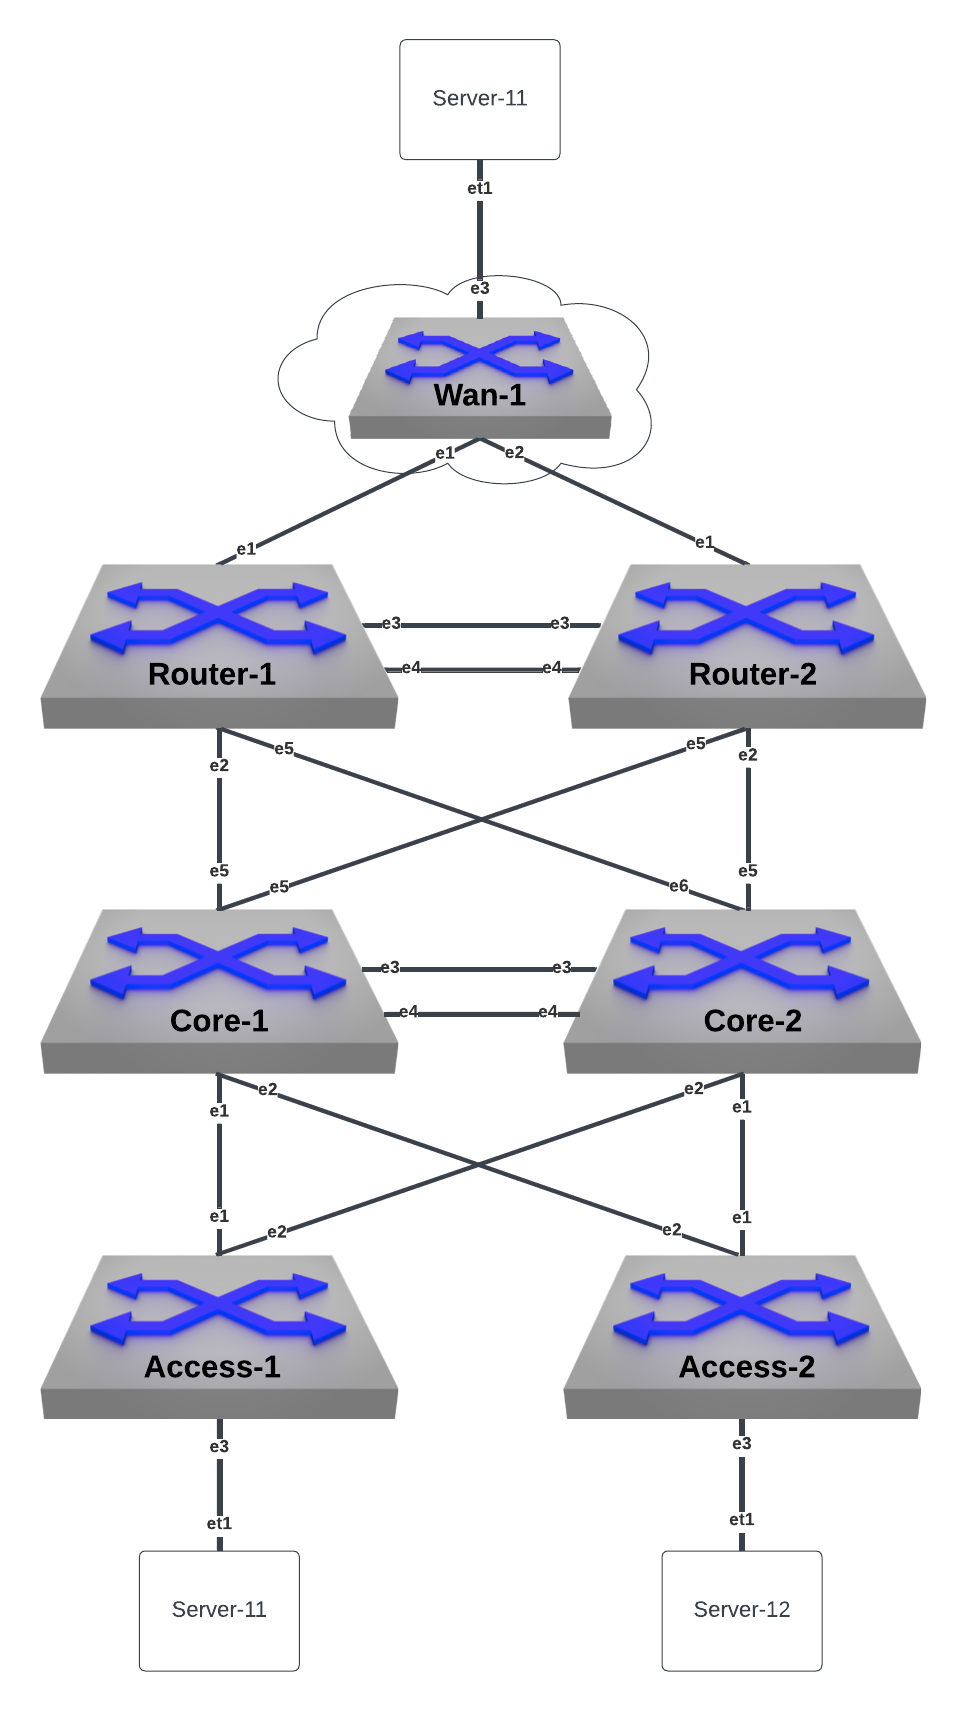 Server-11
et1
e3
Wan-1
e1
e2
e1
e1
e3
e3
e4
e4
Router-1
Router-2
e5
e5
e2
e2
e5
e5
e5
e6
e3
e3
e4
e4
Core-1
Core-2
e2
e2
e1
e1
e1
e1
e2
e2
Access-1
Access-2
e3
e3
et1
et1
Server-11
Server-12